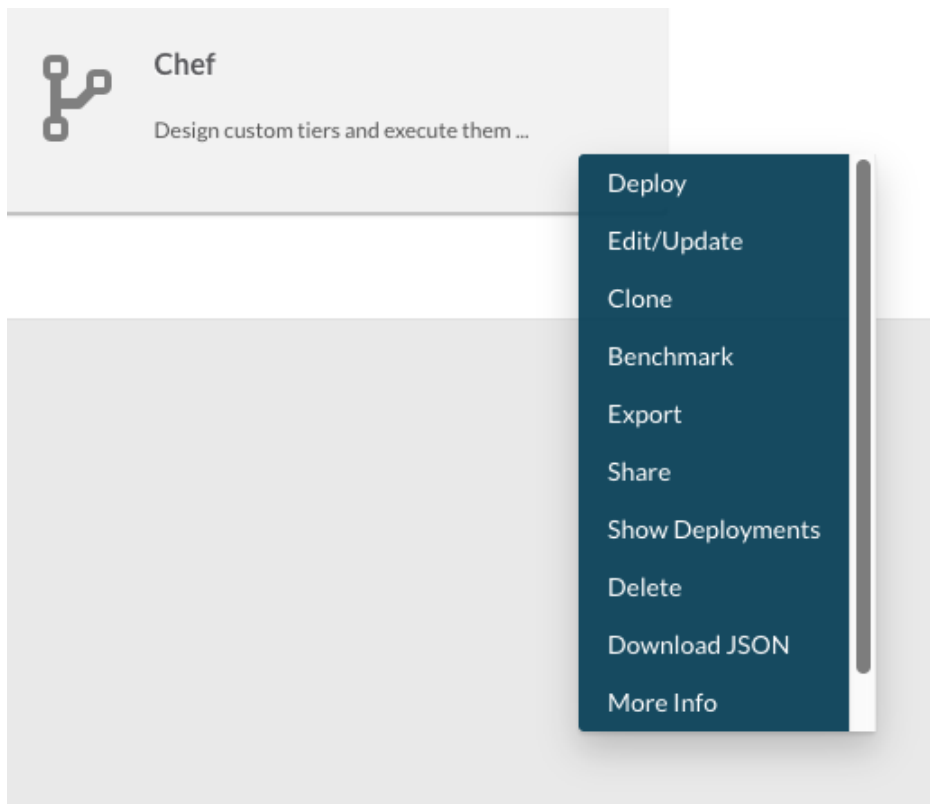 Chef
Design custom tiers and execute them ...
Deploy
Edit/Update
Clone
Benchmark
Export
Share
Show Deployments
Delete
Download JSON
More Info